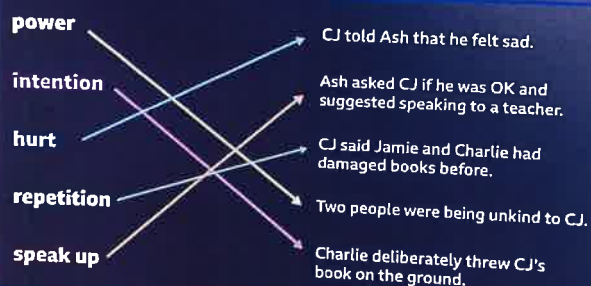 power
intention
hurt
repetition
speak up
CJ told Ash that he felt sad.
Ash asked CJ if he was OK and
suggested speaking to a teacher.
CJ said Jamie and Charlie had
damaged books before.
Two people were being unkind to CJ.
Charlie deliberately threw CJ's
book on the ground.